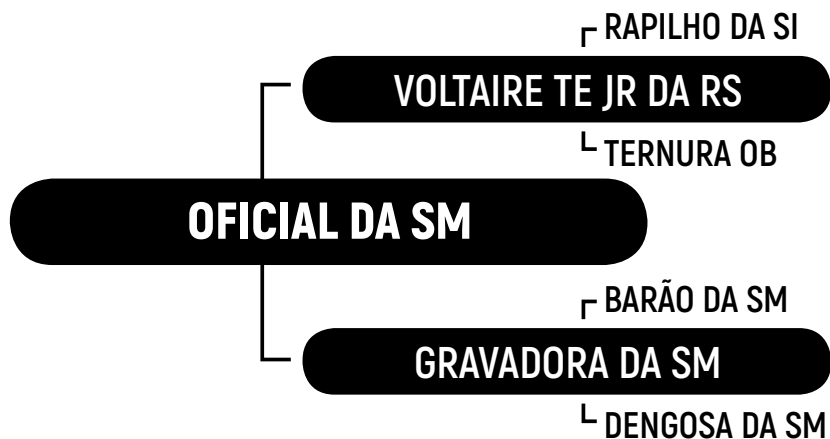 RAPILHO DA SI
VOLTAIRE TE JR DA RS
TERNURA OB
OFICIAL DA SM
BARÃO DA SM
GRAVADORA DA SM
DENGOSA DA SM